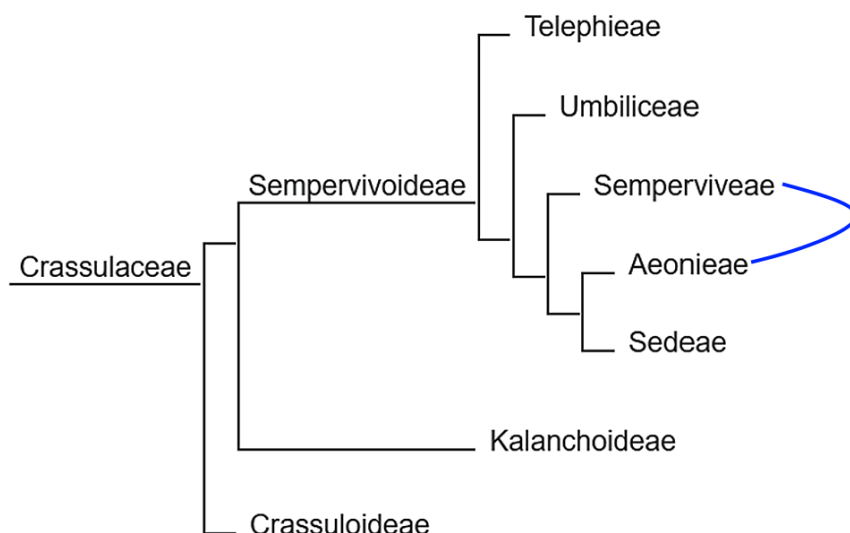 Telephieae
Umbiliceae
Sempervivoideae
Semperviveae
Crassulaceae
Aeonieae
Sedeae
Kalanchoideae
Crassuloideae